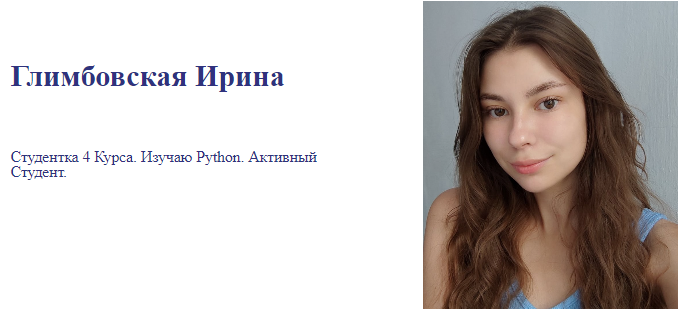 Глимбовская Ирина
Студентка 4 Курса. Изучаю Python. Активный
Студент.